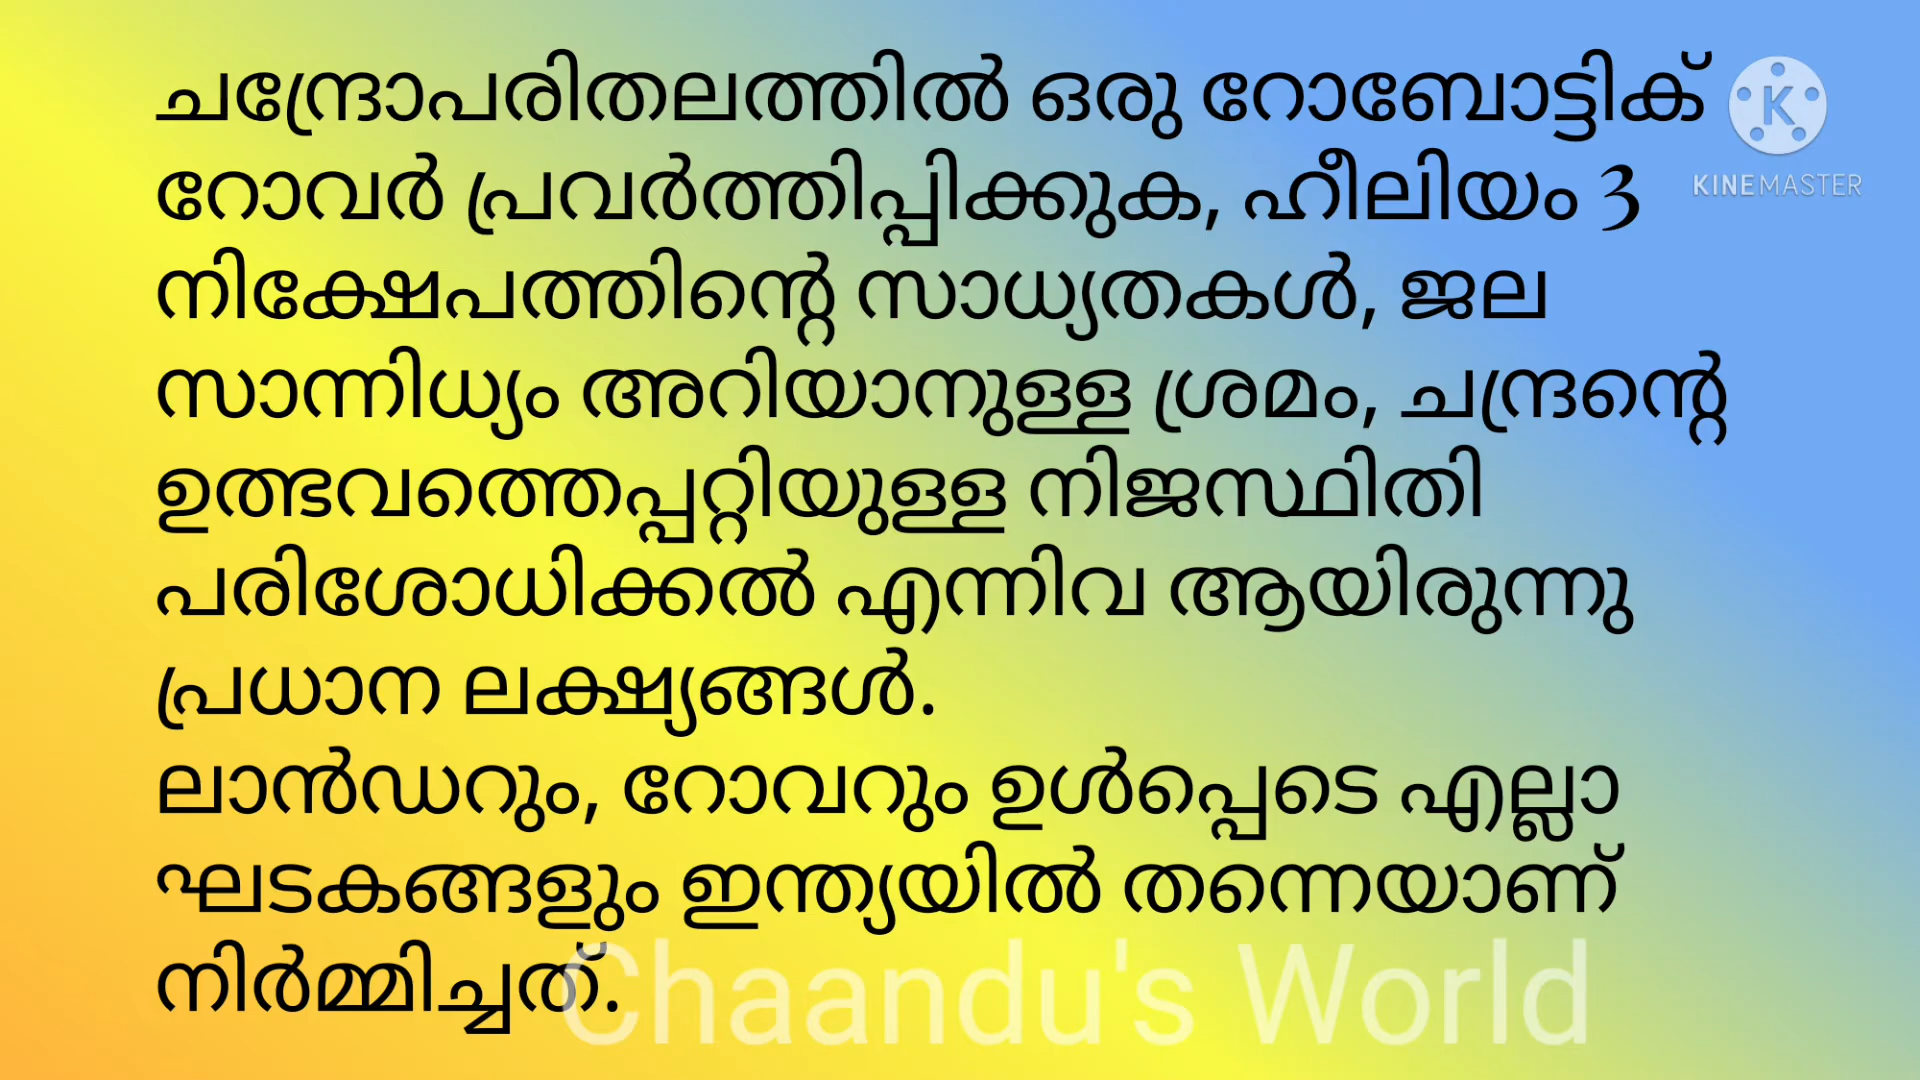 ചന്ദ്രോപരിതലത്തിൽ ഒരു റോബോട്ടിക്
റോവർ പ്രവർത്തിപ്പിക്കുക, ഹീലിയം 3
നിക്ഷേപത്തിന്റെ സാധ്യതകൾ, ജല
സാന്നിധ്യം അറിയാനുള്ള ശ്രമം, ചന്ദ്രന്റെ
ഉത്ഭവത്തെപ്പറ്റിയുള്ള നിജസ്ഥിതി
പരിശോധിക്കൽ എന്നിവ ആയിരുന്നു
പ്രധാന ലക്ഷ്യങ്ങൾ.
ലാൻഡറും, റോവറും ഉൾപ്പെടെ എല്ലാ
ഘടകങ്ങളും ഇന്ത്യയിൽ തന്നെയാണ്
നിർമ്മിച്ചത്.
K
KINEMASTER
Chaandu's World